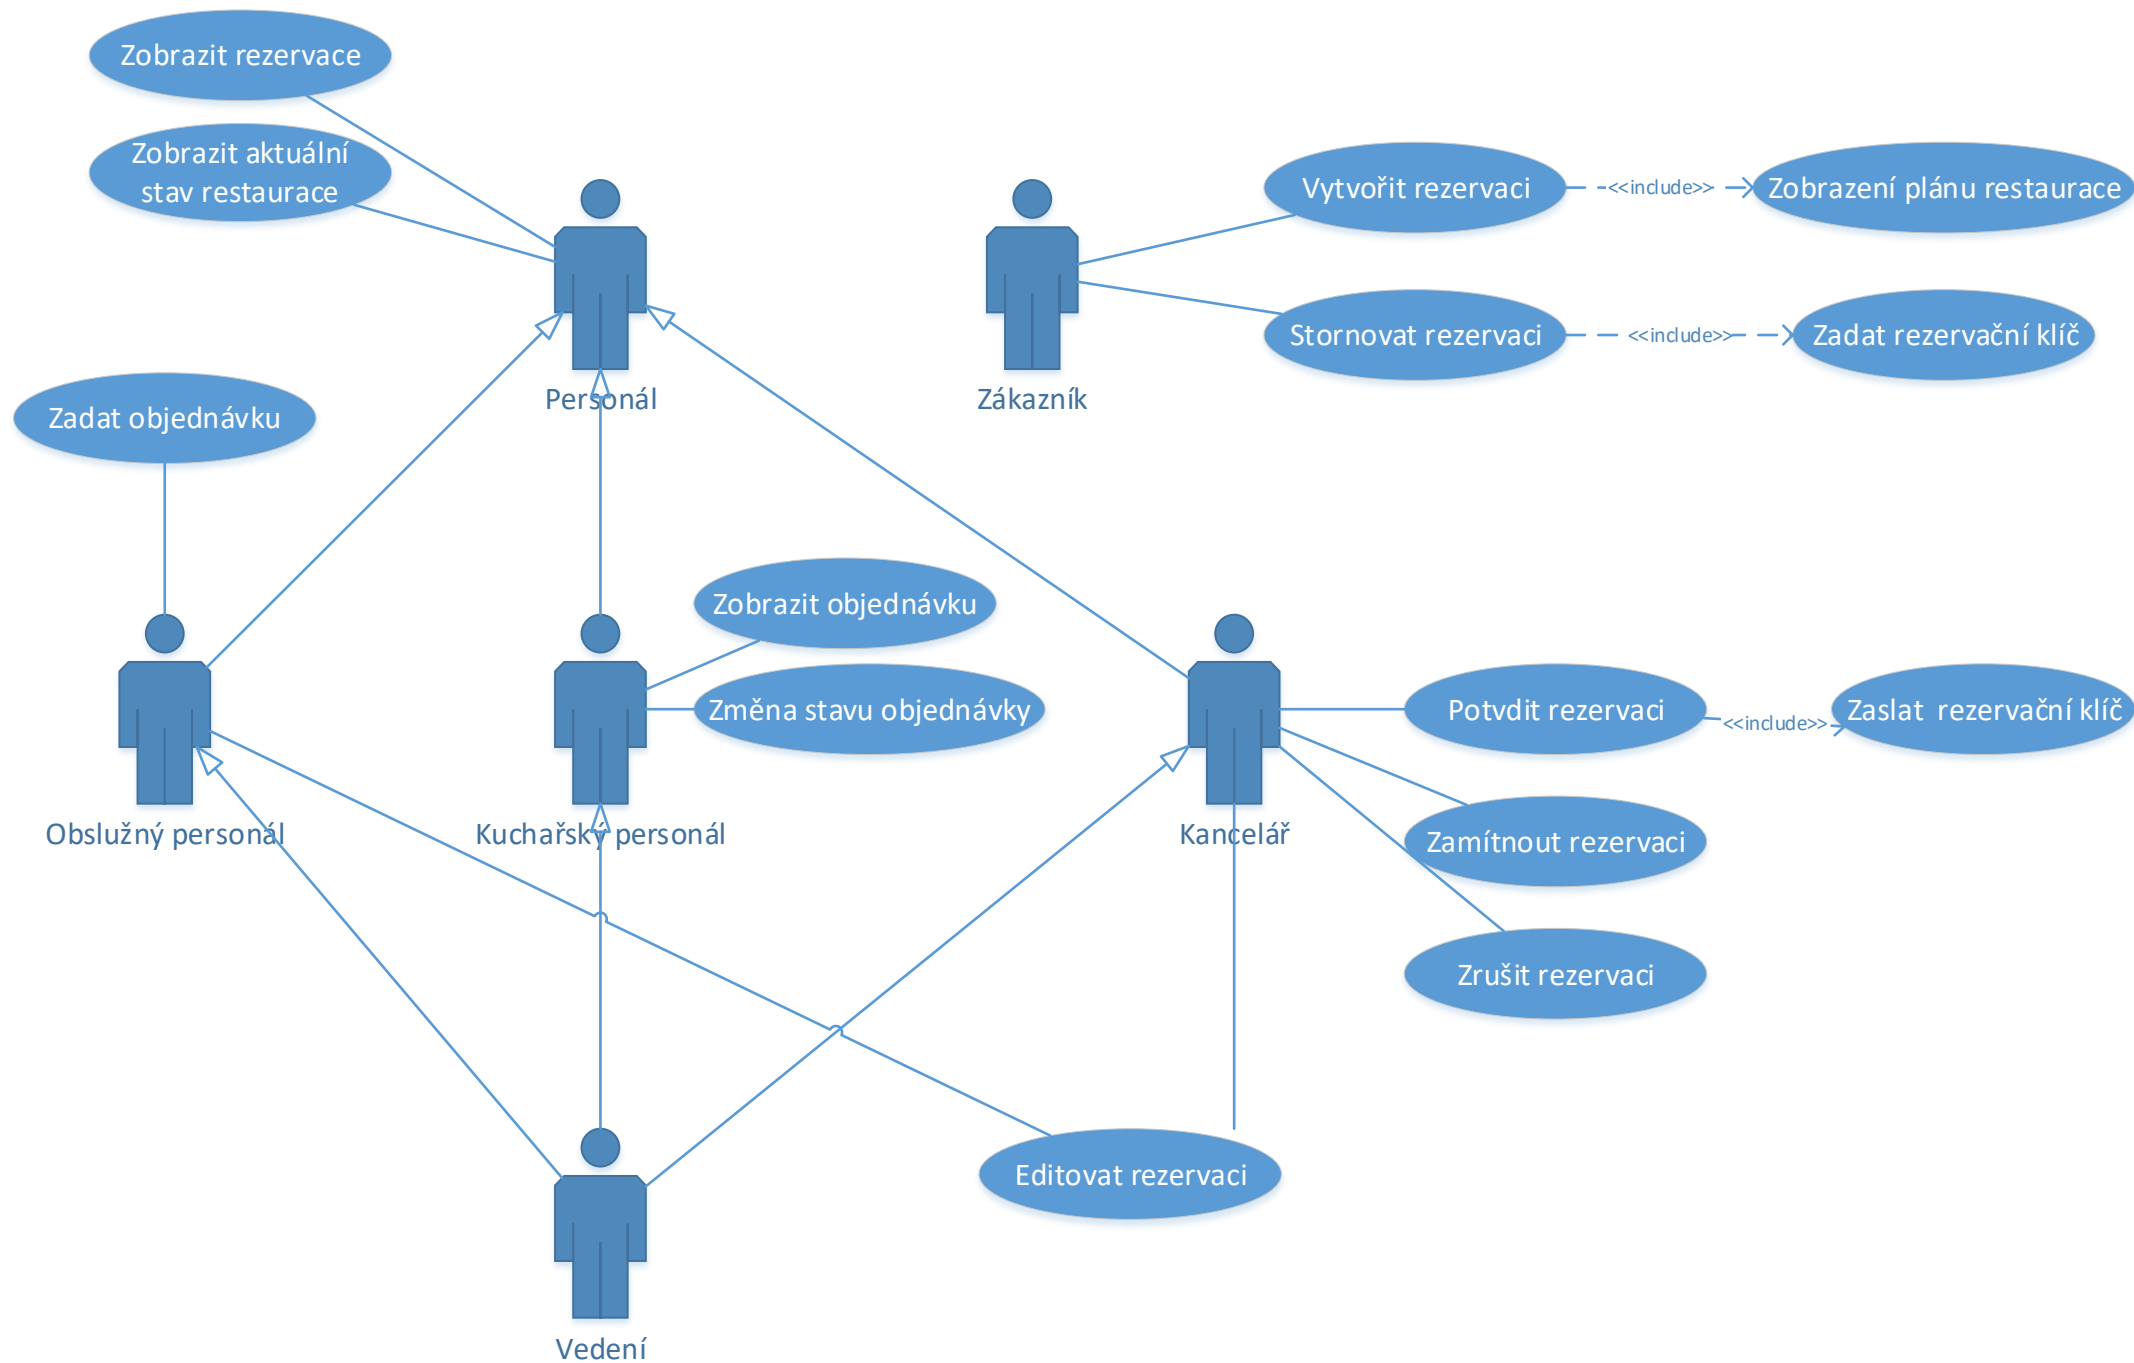 Zobrazit rezervace
Zobrazit aktuální
stav restaurace
Vytvořit rezervaci
<<include>>
Zobrazení plánu restaurace
Stornovat rezervaci
<<include>>
Zadat rezervační klíč
Personál
Zákazník
Zadat objednávku
Zobrazit objednávku
Změna stavu objednávky
Potvdit rezervaci
<<include>>
Zaslat  rezervační klíč
Obslužný personál
Kuchařský personál
Kancelář
Zamítnout rezervaci
Zrušit rezervaci
Editovat rezervaci
Vedení